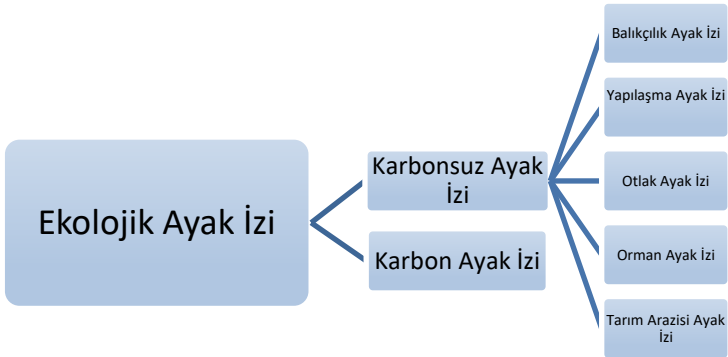 Ekolojik Ayak İzi
Karbonsuz Ayak
İzi
Karbon Ayak İzi
Balıkçılık Ayak İzi
Yapılaşma Ayak İzi
Otlak Ayak İzi
Orman Ayak İzi
Tarım Arazisi Ayak
İzi